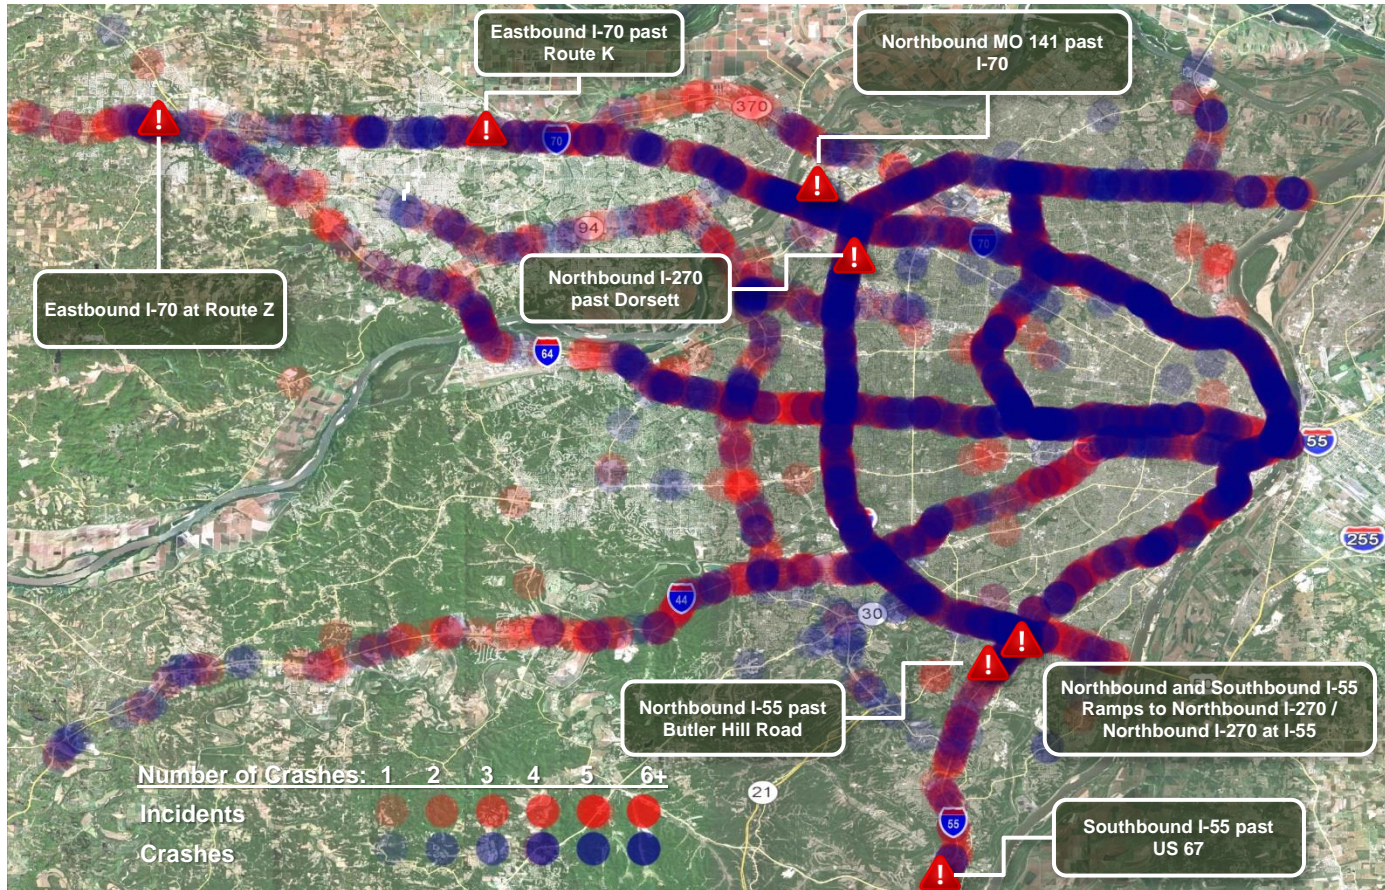 Eastbound I-70 past
Route K
Northbound MO 141 past
I-70
370
70
94
70
Northbound I-270
past Dorsett
Eastbound I-70 at Route Z
64
55
255
44
30
Northbound I-55 past
Butler Hill Road
Northbound and Southbound I-55
Ramps to Northbound I-270 /
Northbound I-270 at I-55
Number of Crashes: 1 2 3 4 5 6+
Incidents
Crashes
21
55
Southbound I-55 past
US 67